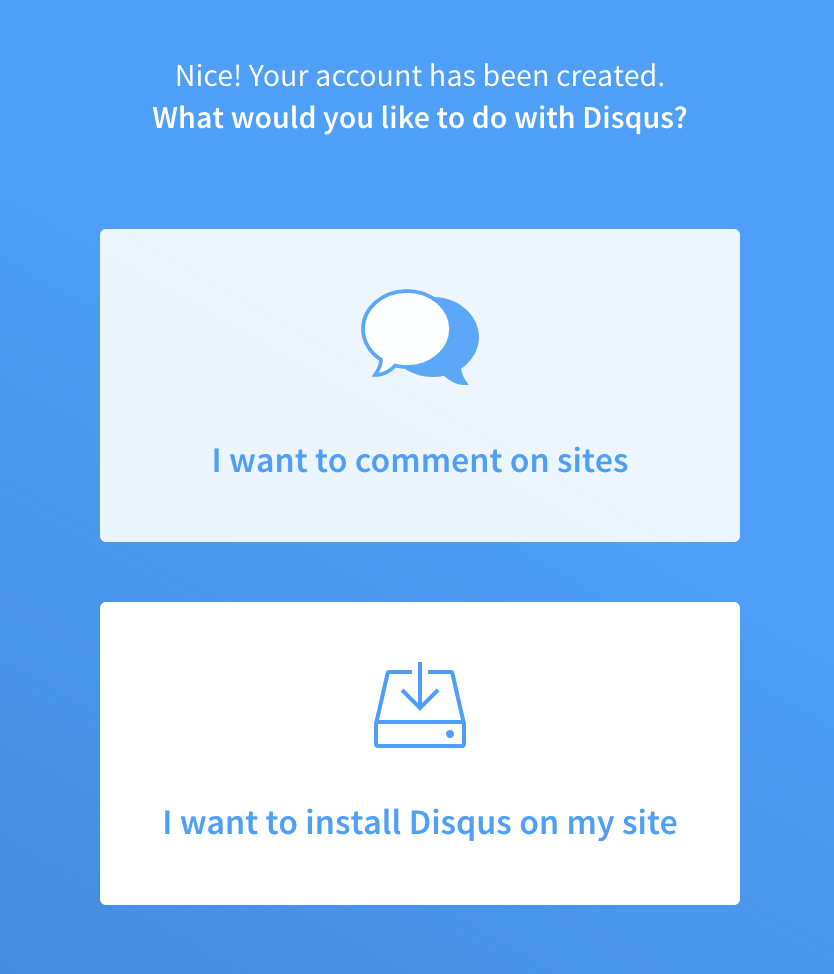 Nice! Your account has been created.
What would you like to do with Disqus?
I want to comment on sites
I want to install Disqus on my site